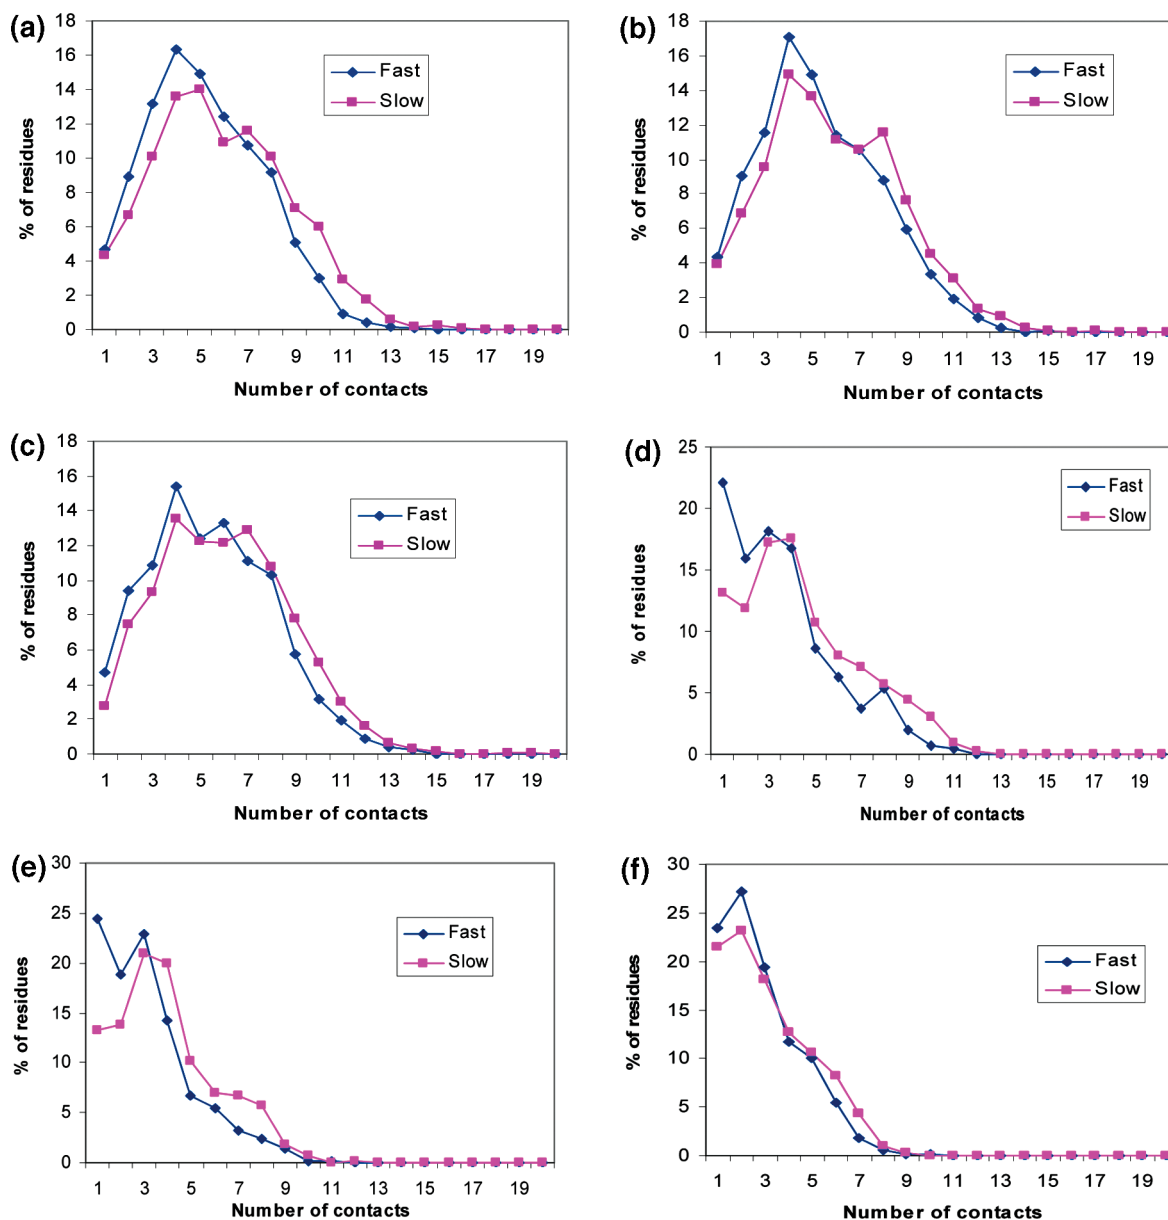 (a)
18
16
14
12
10
8
6
4
2
0
% of residues
Fast
Slow
1 3 5 7 9 11 13 15 17 19
Number of contacts
(b)
18
16
14
12
10
8
6
4
2
0
% of residues
Fast
Slow
1 3 5 7 9 11 13 15 17 19
Number of contacts
(c)
18
16
14
12
10
8
6
4
2
0
% of residues
Fast
Slow
1 3 5 7 9 11 13 15 17 19
Number of contacts
(d)
25
20
15
10
5
0
% of residues
Fast
Slow
1 3 5 7 9 11 13 15 17 19
Number of contacts
(e)
30
25
20
15
10
5
0
% of residues
Fast
Slow
1 3 5 7 9 11 13 15 17 19
Number of contacts
(f)
30
25
20
15
10
5
0
% of residues
Fast
Slow
1 3 5 7 9 11 13 15 17 19
Number of contacts